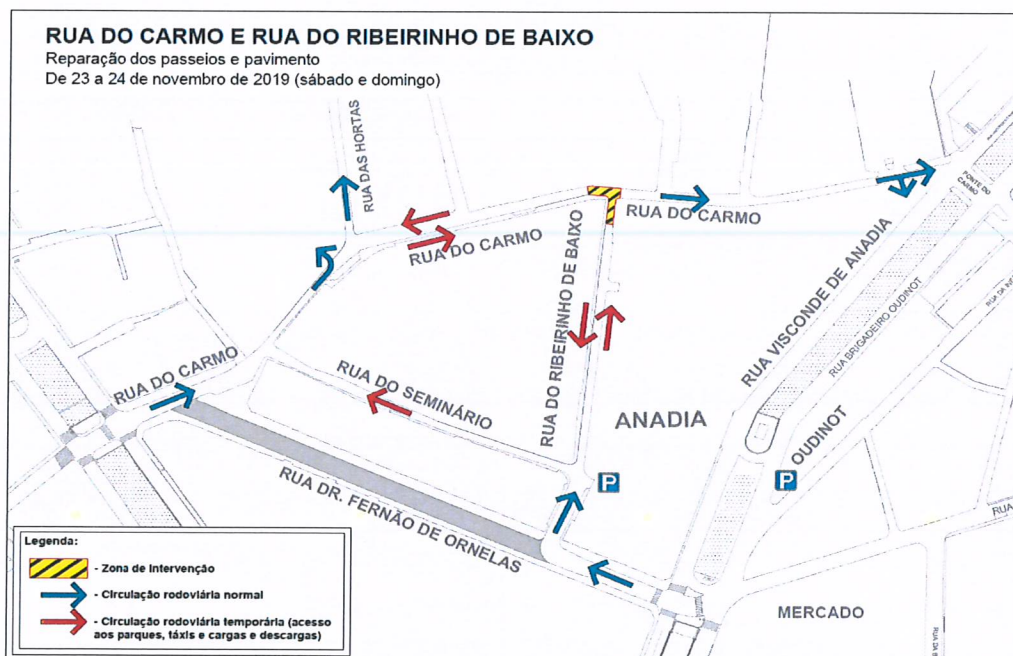 RUA DO CARMO E RUA DO RIBEIRINHO DE BAIXO
Reparação dos passeios e pavimento
De 23 a 24 de novembro de 2019 (sábado e domingo)
RUA DAS HORTAS
PONTE DO
CARMO
RUA DO CARMO
RUA DO CARMO
RUA DO CARMO
RUA DO RIBEIRINHO DE BAIXO
RUA VISCONDE DE ANADIA
RUA BRIGADEIRO OUDINOT
RUA DO SEMINÁRIO
ANADIA
OUDINOT
P
P
RUA DR. FERNÃO DE ORNELAS
RUA
MERCADO
Legenda:
- Zona de Intervenção
- Circulação rodoviária normal
- Circulação rodoviária temporária (acesso
aos parques, táxis e cargas e descargas)